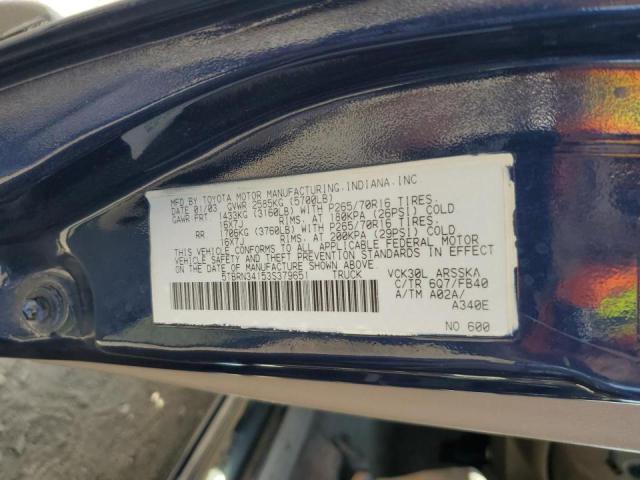 MFD BY TOYOTA MOTOR MANUFACTURING.INDIANA.INC
DATE 01/03 GVWR 2585KG (5700LB)
GAWR FRT 1433KG (3160LB) WITH P265/70R16 TIRES.
16X7J RIMS. AT 180KPA (26PSI) COLD
RR 1706KG (3760LB) WITH P265/70R16 TIRES.
16X7J RIMS. AT 200KPA (29PSI) COLD
THIS VEHICLE CONFORMS TO ALL APPLICABLE FEDERAL MOTOR
VEHICLE SAFETY AND THEFT PREVENTION STANDARDS IN EFFECT
ON THE DATE OF MANUFACTURE SHOWN ABOVE.
5TBRN34153S379651 TRUCK VCK30L ARSSKA
C/TR 6Q7/FB40
A/TM A02A/
A340E
NO 600